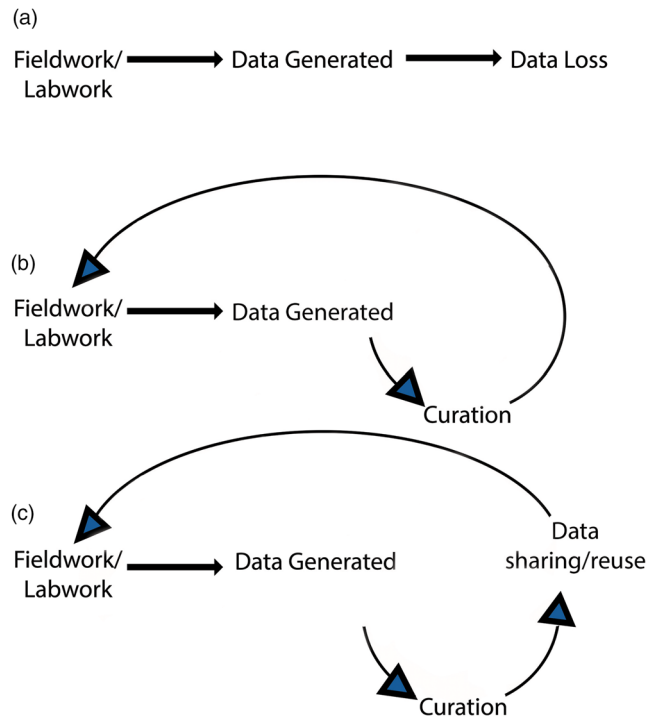 (a)
Fieldwork/
Labwork
Data Generated
Data Loss
(b)
Fieldwork/
Labwork
Data Generated
Curation
(c)
Fieldwork/
Labwork
Data Generated
Data
sharing/reuse
Curation